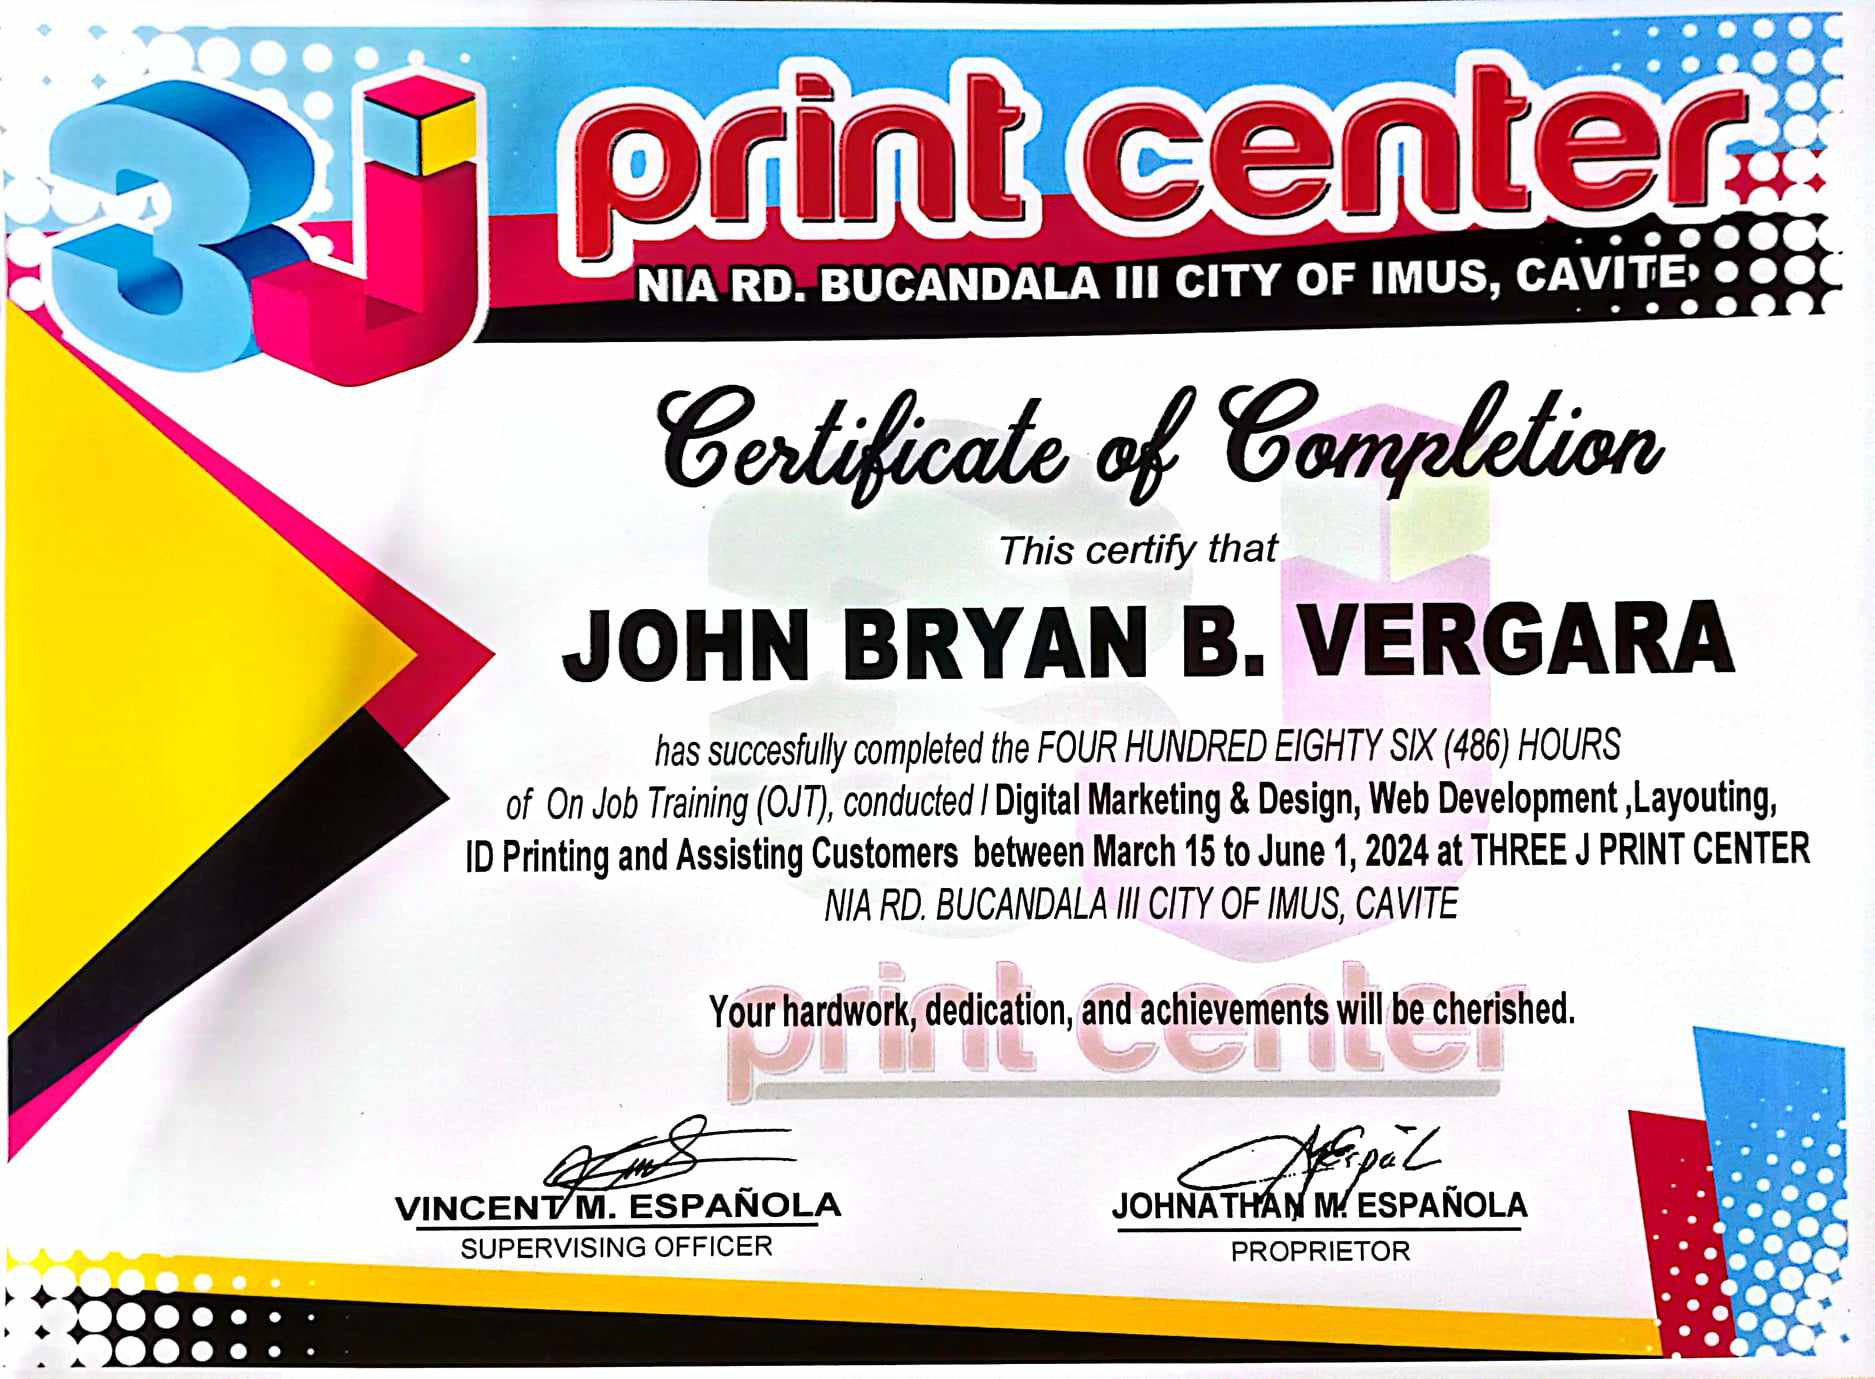 3J print center
NIA RD. BUCANDALA III CITY OF IMUS, CAVITE
Certificate of Completion
This certify that
JOHN BRYAN B. VERGARA
has succesfully completed the FOUR HUNDRED EIGHTY SIX (486) HOURS
of On Job Training (OJT), conducted / Digital Marketing & Design, Web Development ,Layouting,
ID Printing and Assisting Customers between March 15 to June 1, 2024 at THREE J PRINT CENTER
NIA RD. BUCANDALA III CITY OF IMUS, CAVITE
Your hardwork, dedication, and achievements will be cherished.
print center
VINCENT M. ESPAÑOLA
SUPERVISING OFFICER
JOHNATHAN M. ESPAÑOLA
PROPRIETOR